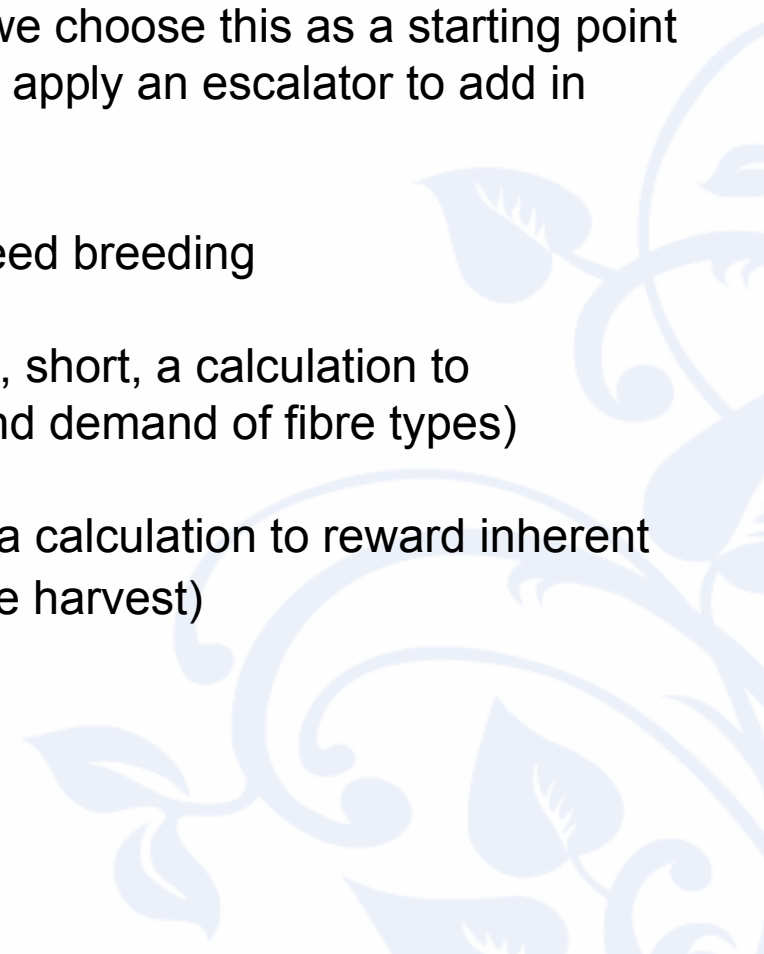 we choose this as a starting point
apply an escalator to add in
eed breeding
, short, a calculation to
nd demand of fibre types)
a calculation to reward inherent
e harvest)